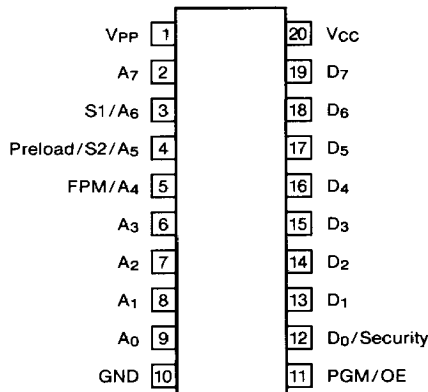 VPP 1 20 VCC
A7 2 19 D7
S1/A6 3 18 D6
Preload/S2/A5 4 17 D5
FPM/A4 5 16 D4
A3 6 15 D3
A2 7 14 D2
A1 8 13 D1
A0 9 12 D0/Security
GND 10 11 PGM/OE